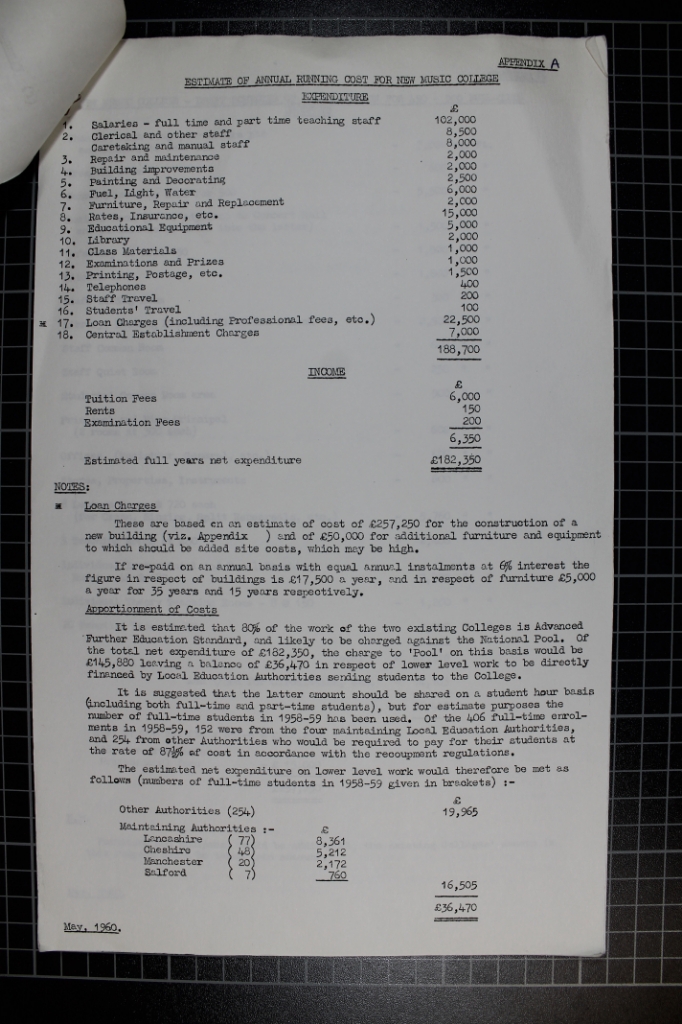 APPENDIX A
ESTIMATE OF ANNUAL RUNNING COST FOR NEW MUSIC COLLEGE
EXPENDITURE
£
1. Salaries - full time and part time teaching staff 102,000
2. Clerical and other staff 8,500
Caretaking and manual staff 8,000
3. Repair and maintenance 2,000
4. Building improvements 2,000
5. Painting and Decorating 2,500
6. Fuel, Light, Water 6,000
7. Furniture, Repair and Replacement 2,000
8. Rates, Insurance, etc. 15,000
9. Educational Equipment 5,000
10. Library 2,000
11. Class Materials 1,000
12. Examinations and Prizes 1,000
13. Printing, Postage, etc. 1,500
14. Telephones 400
15. Staff Travel 200
16. Students' Travel 100
* 17. Loan Charges (including Professional fees, etc.) 22,500
18. Central Establishment Charges 7,000
188,700
INCOME
£
Tuition Fees 6,000
Rents 150
Examination Fees 200
6,350
Estimated full years net expenditure £182,350
NOTES:
* Loan Charges
These are based on an estimate of cost of £257,250 for the construction of a
new building (viz. Appendix ) and of £50,000 for additional furniture and equipment
to which should be added site costs, which may be high.
If re-paid on an annual basis with equal annual instalments at 6% interest the
figure in respect of buildings is £17,500 a year, and in respect of furniture £5,000
a year for 35 years and 15 years respectively.
Apportionment of Costs
It is estimated that 80% of the work of the two existing Colleges is Advanced
Further Education Standard, and likely to be charged against the National Pool. Of
the total net expenditure of £182,350, the charge to 'Pool' on this basis would be
£145,880 leaving a balance of £36,470 in respect of lower level work to be directly
financed by Local Education Authorities sending students to the College.
It is suggested that the latter amount should be shared on a student hour basis
(including both full-time and part-time students), but for estimate purposes the
number of full-time students in 1958-59 has been used. Of the 406 full-time enrol-
ments in 1958-59, 152 were from the four maintaining Local Education Authorities,
and 254 from other Authorities who would be required to pay for their students at
the rate of 87½% of cost in accordance with the recoupment regulations.
The estimated net expenditure on lower level work would therefore be met as
follows (numbers of full-time students in 1958-59 given in brackets) :-
£
Other Authorities (254) 19,965
Maintaining Authorities :- £
Lancashire ( 77) 8,361
Cheshire ( 48) 5,212
Manchester ( 20) 2,172
Salford ( 7) 760
16,505
£36,470
May, 1960.